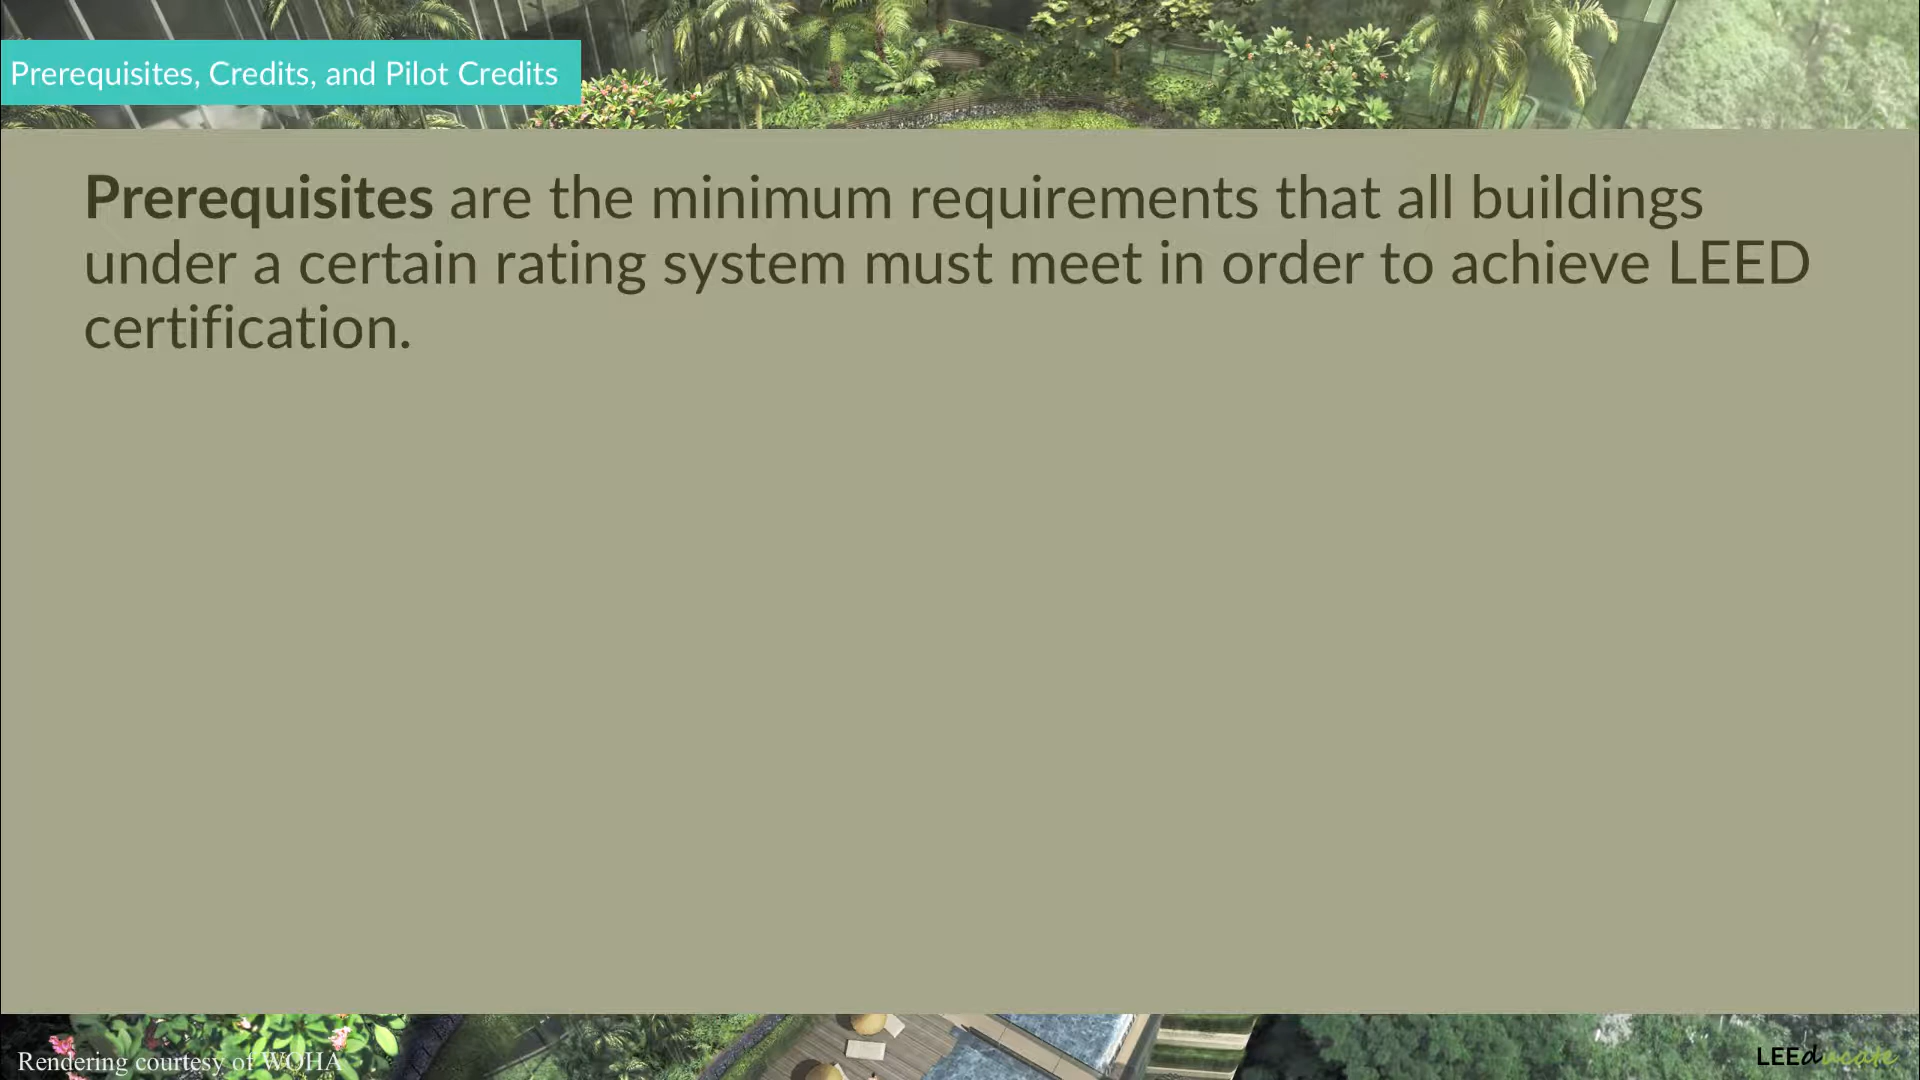 Prerequisites, Credits, and Pilot Credits
Prerequisites are the minimum requirements that all buildings
under a certain rating system must meet in order to achieve LEED
certification.
Rendering courtesy of WOHA
LEEducate